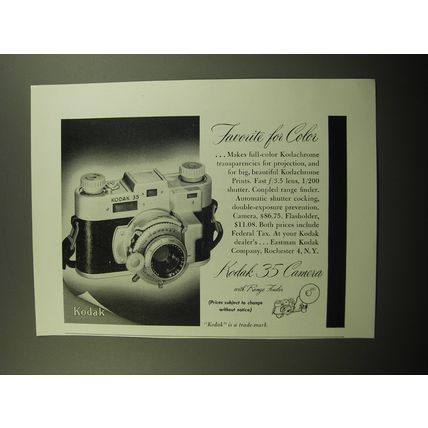 Favorite for Color
... Makes full-color Kodachrome
transparencies for projection, and
for big, beautiful Kodachrome
Prints. Fast f/3.5 lens, 1/200
shutter. Coupled range finder.
Automatic shutter cocking,
double-exposure prevention.
Camera, $86.75. Flasholder,
$11.08. Both prices include
Federal Tax. At your Kodak
dealer's... Eastman Kodak
Company, Rochester 4, N.Y.
Kodak 35 Camera
with Range Finder
(Prices subject to change
without notice)
"Kodak" is a trade-mark
KODAK 35
Kodak